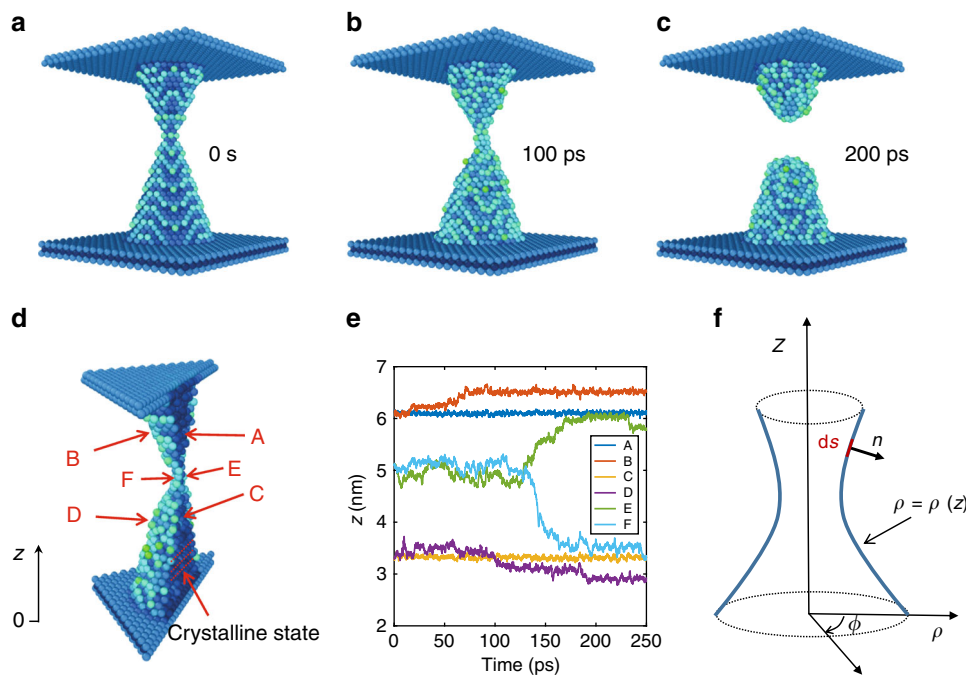 a
b
c
0 s
100 ps
200 ps
d
B
A
F
E
C
D
z
0
Crystalline state
e
7
6
5
4
3
2
z (nm)
A
B
C
D
E
F
0 50 100 150 200 250
Time (ps)
f
Z
ds
n
ρ = ρ (z)
ϕ
ρ